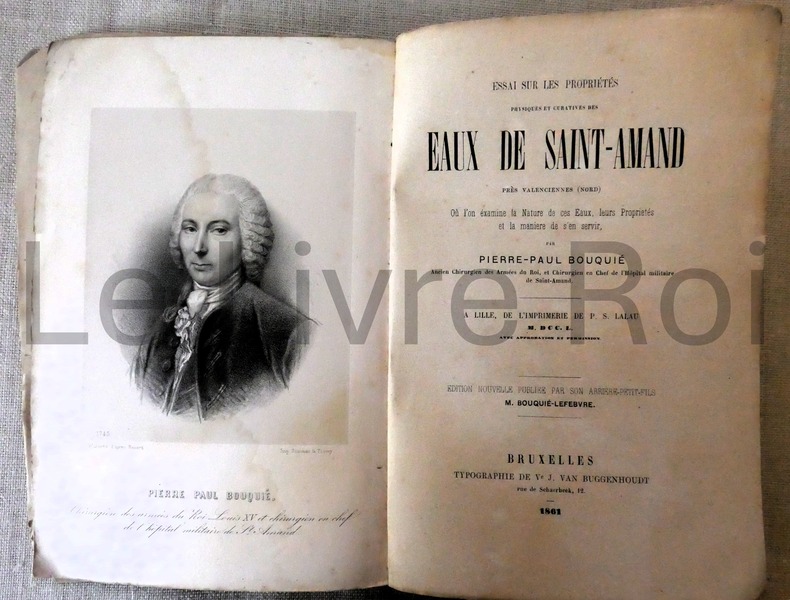 1745
PIERRE PAUL BOUQUIÉ.
Chirurgien des armées du Roi Louis XV et chirurgien en chef
de l'hôpital militaire de St. Amand
ESSAI SUR LES PROPRIÉTÉS
PHYSIQUES ET CURATIVES DES
EAUX DE SAINT-AMAND
PRÈS VALENCIENNES (NORD)
Où l'on éxamine la Nature de ces Eaux, leurs Propriétés
et la maniere de s'en servir,
PAR
PIERRE-PAUL BOUQUIÉ
Ancien Chirurgien des Armées du Roi, et Chirurgien en Chef de l'Hôpital militaire
de Saint-Amand.
A LILLE, DE L'IMPRIMERIE DE P. S. LALAU
M. DCC. L.
AVEC APPROBATION ET PERMISSION
EDITION NOUVELLE PUBLIÉE PAR SON ARRIERE-PETIT-FILS
M. BOUQUIÉ-LEFEBVRE.
BRUXELLES
TYPOGRAPHIE DE Ve J. VAN BUGGENHOUDT
rue de Schaerbeek, 12.
1861
Le Livre Roi